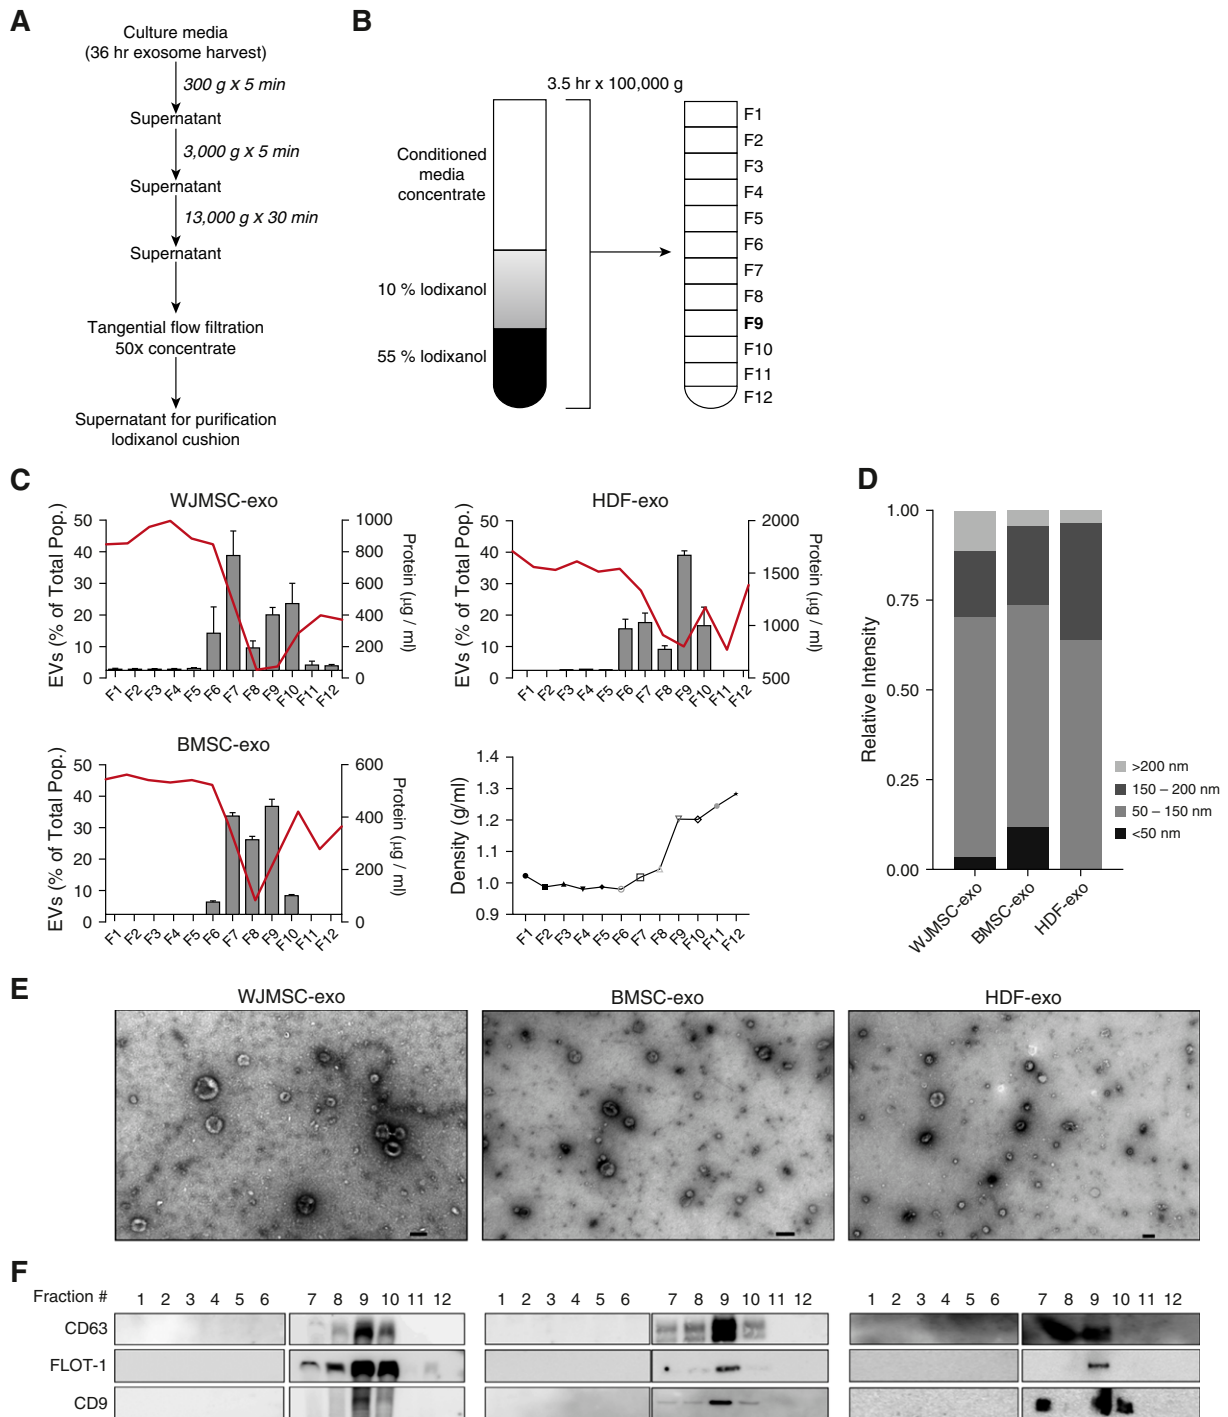 A
Culture media
(36 hr exosome harvest)
300 g x 5 min
Supernatant
3,000 g x 5 min
Supernatant
13,000 g x 30 min
Supernatant
Tangential flow filtration
50x concentrate
Supernatant for purification
Iodixanol cushion
B
3.5 hr x 100,000 g
Conditioned
media
concentrate
10 % Iodixanol
55 % Iodixanol
F1
F2
F3
F4
F5
F6
F7
F8
F9
F10
F11
F12
C
WJMSC-exo
EVs (% of Total Pop.)
50
40
30
20
10
0
1000
800
600
400
200
0
Protein (µg / ml)
F1 F2 F3 F4 F5 F6 F7 F8 F9 F10 F11 F12
HDF-exo
EVs (% of Total Pop.)
50
40
30
20
10
0
2000
1500
1000
500
Protein (µg / ml)
F1 F2 F3 F4 F5 F6 F7 F8 F9 F10 F11 F12
BMSC-exo
EVs (% of Total Pop.)
50
40
30
20
10
0
600
400
200
0
Protein (µg / ml)
F1 F2 F3 F4 F5 F6 F7 F8 F9 F10 F11 F12
Density (g/ml)
1.4
1.3
1.2
1.1
1.0
0.9
F1 F2 F3 F4 F5 F6 F7 F8 F9 F10 F11 F12
D
Relative Intensity
1.00
0.75
0.50
0.25
0.00
WJMSC-exo
BMSC-exo
HDF-exo
>200 nm
150 – 200 nm
50 – 150 nm
<50 nm
E
WJMSC-exo
BMSC-exo
HDF-exo
F
Fraction # 1 2 3 4 5 6 7 8 9 10 11 12 1 2 3 4 5 6 7 8 9 10 11 12 1 2 3 4 5 6 7 8 9 10 11 12
CD63
FLOT-1
CD9